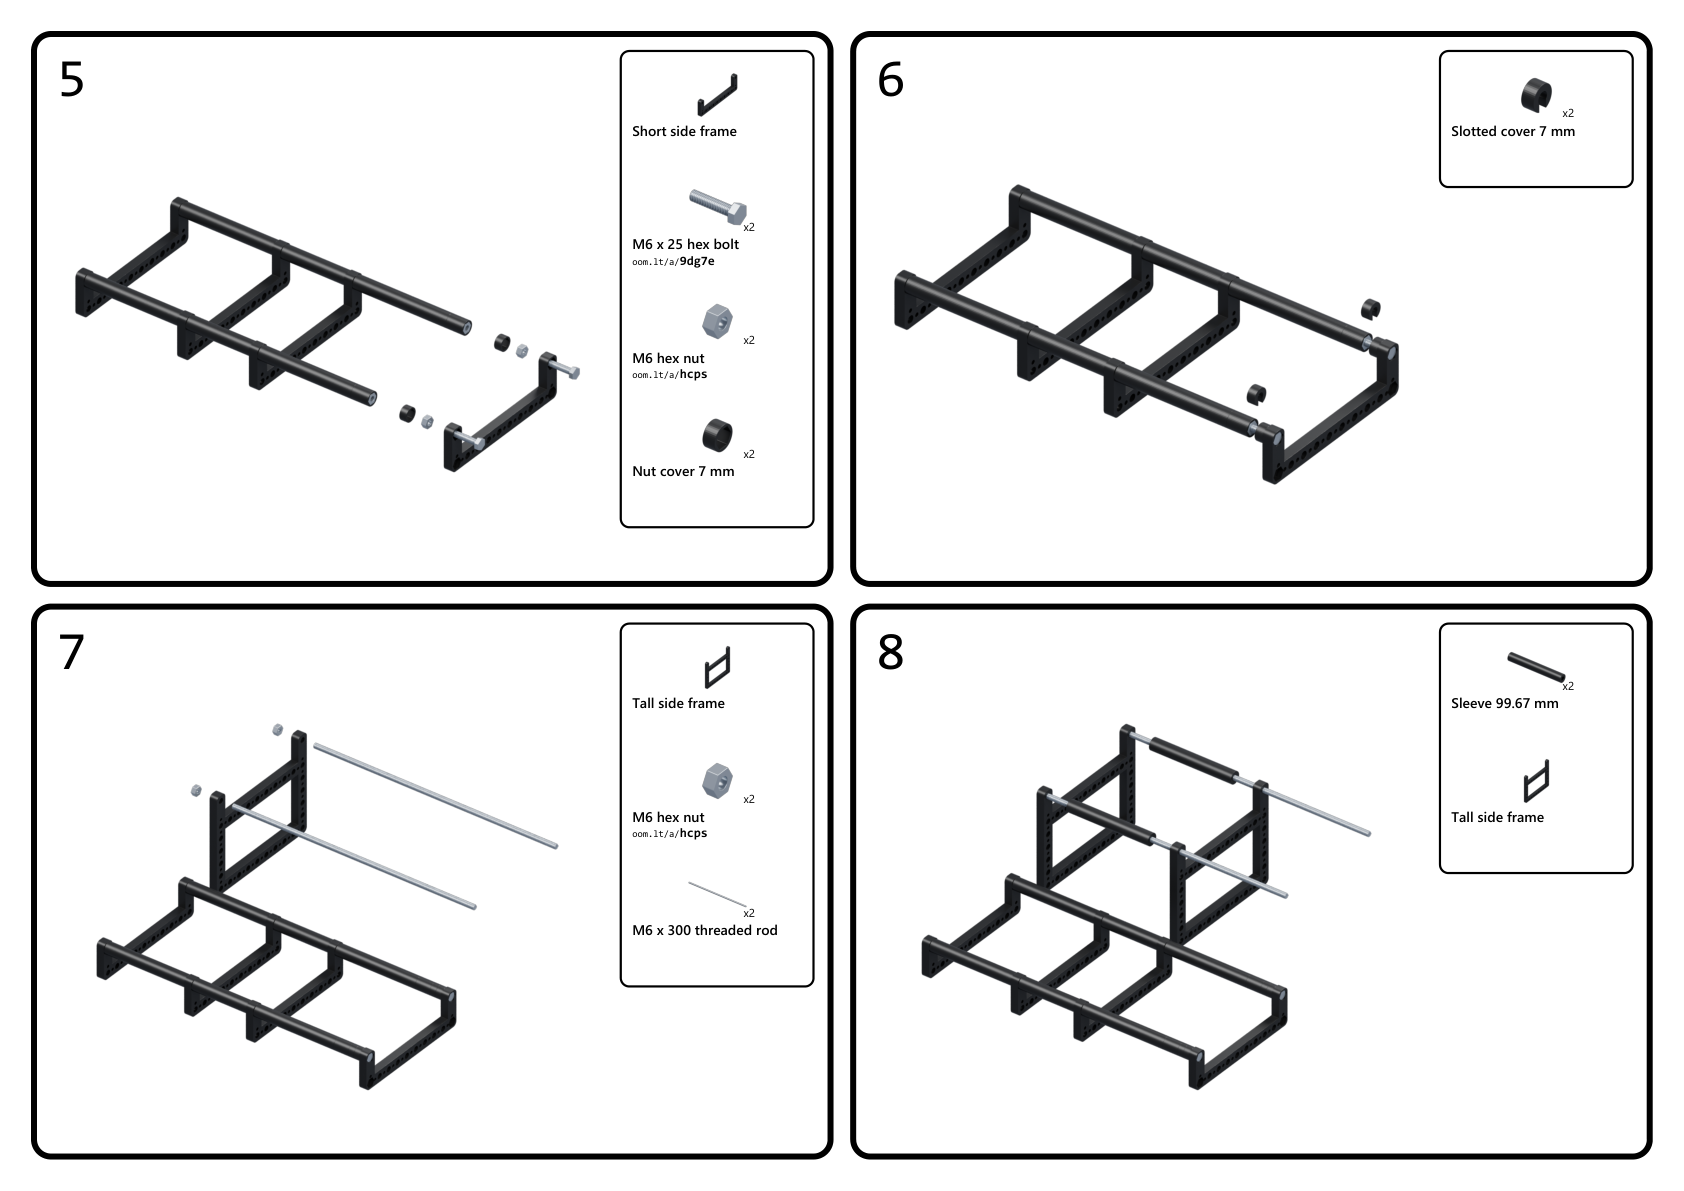 5
Short side frame
x2
M6 x 25 hex bolt
oom.lt/a/9dg7e
x2
M6 hex nut
oom.lt/a/hcps
x2
Nut cover 7 mm
6
x2
Slotted cover 7 mm
7
Tall side frame
x2
M6 hex nut
oom.lt/a/hcps
x2
M6 x 300 threaded rod
8
x2
Sleeve 99.67 mm
Tall side frame